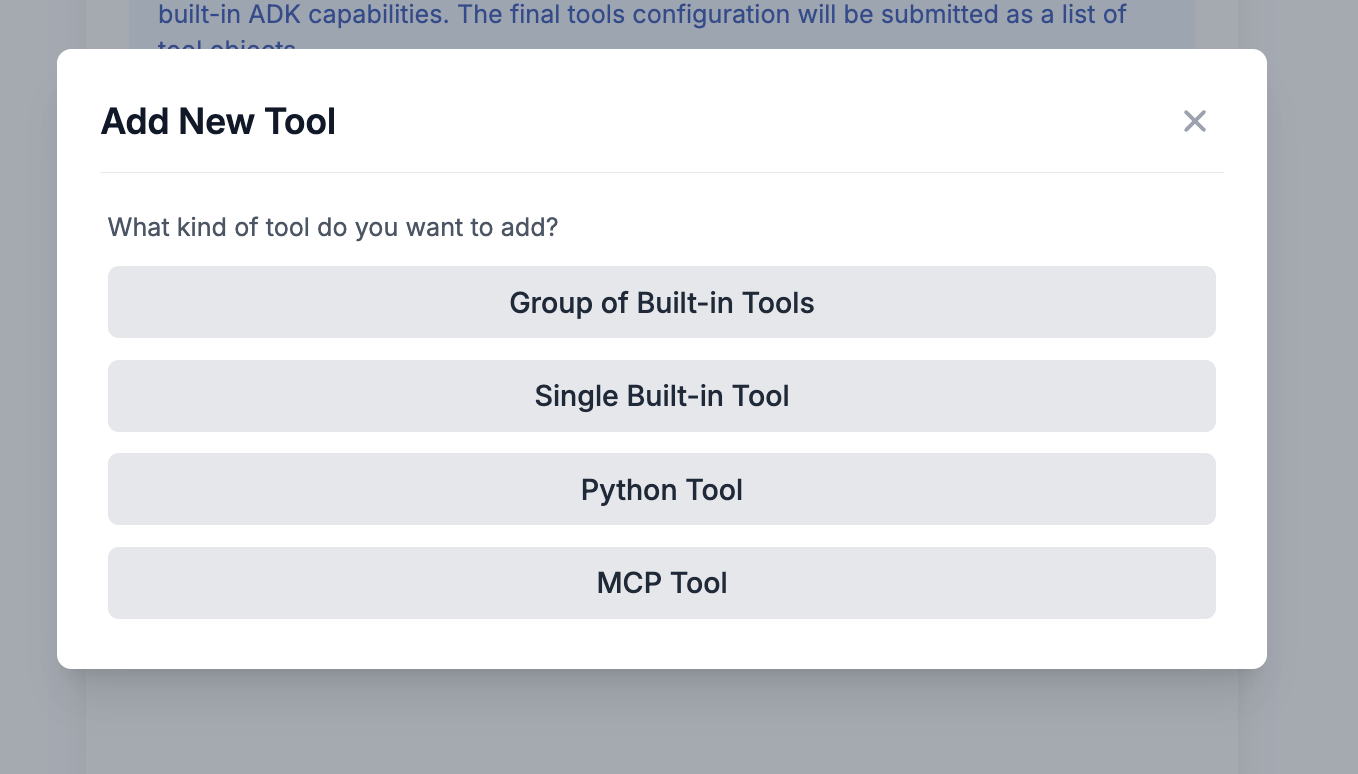 built-in ADK capabilities. The final tools configuration will be submitted as a list of
tool objects
Add New Tool
What kind of tool do you want to add?
Group of Built-in Tools
Single Built-in Tool
Python Tool
MCP Tool